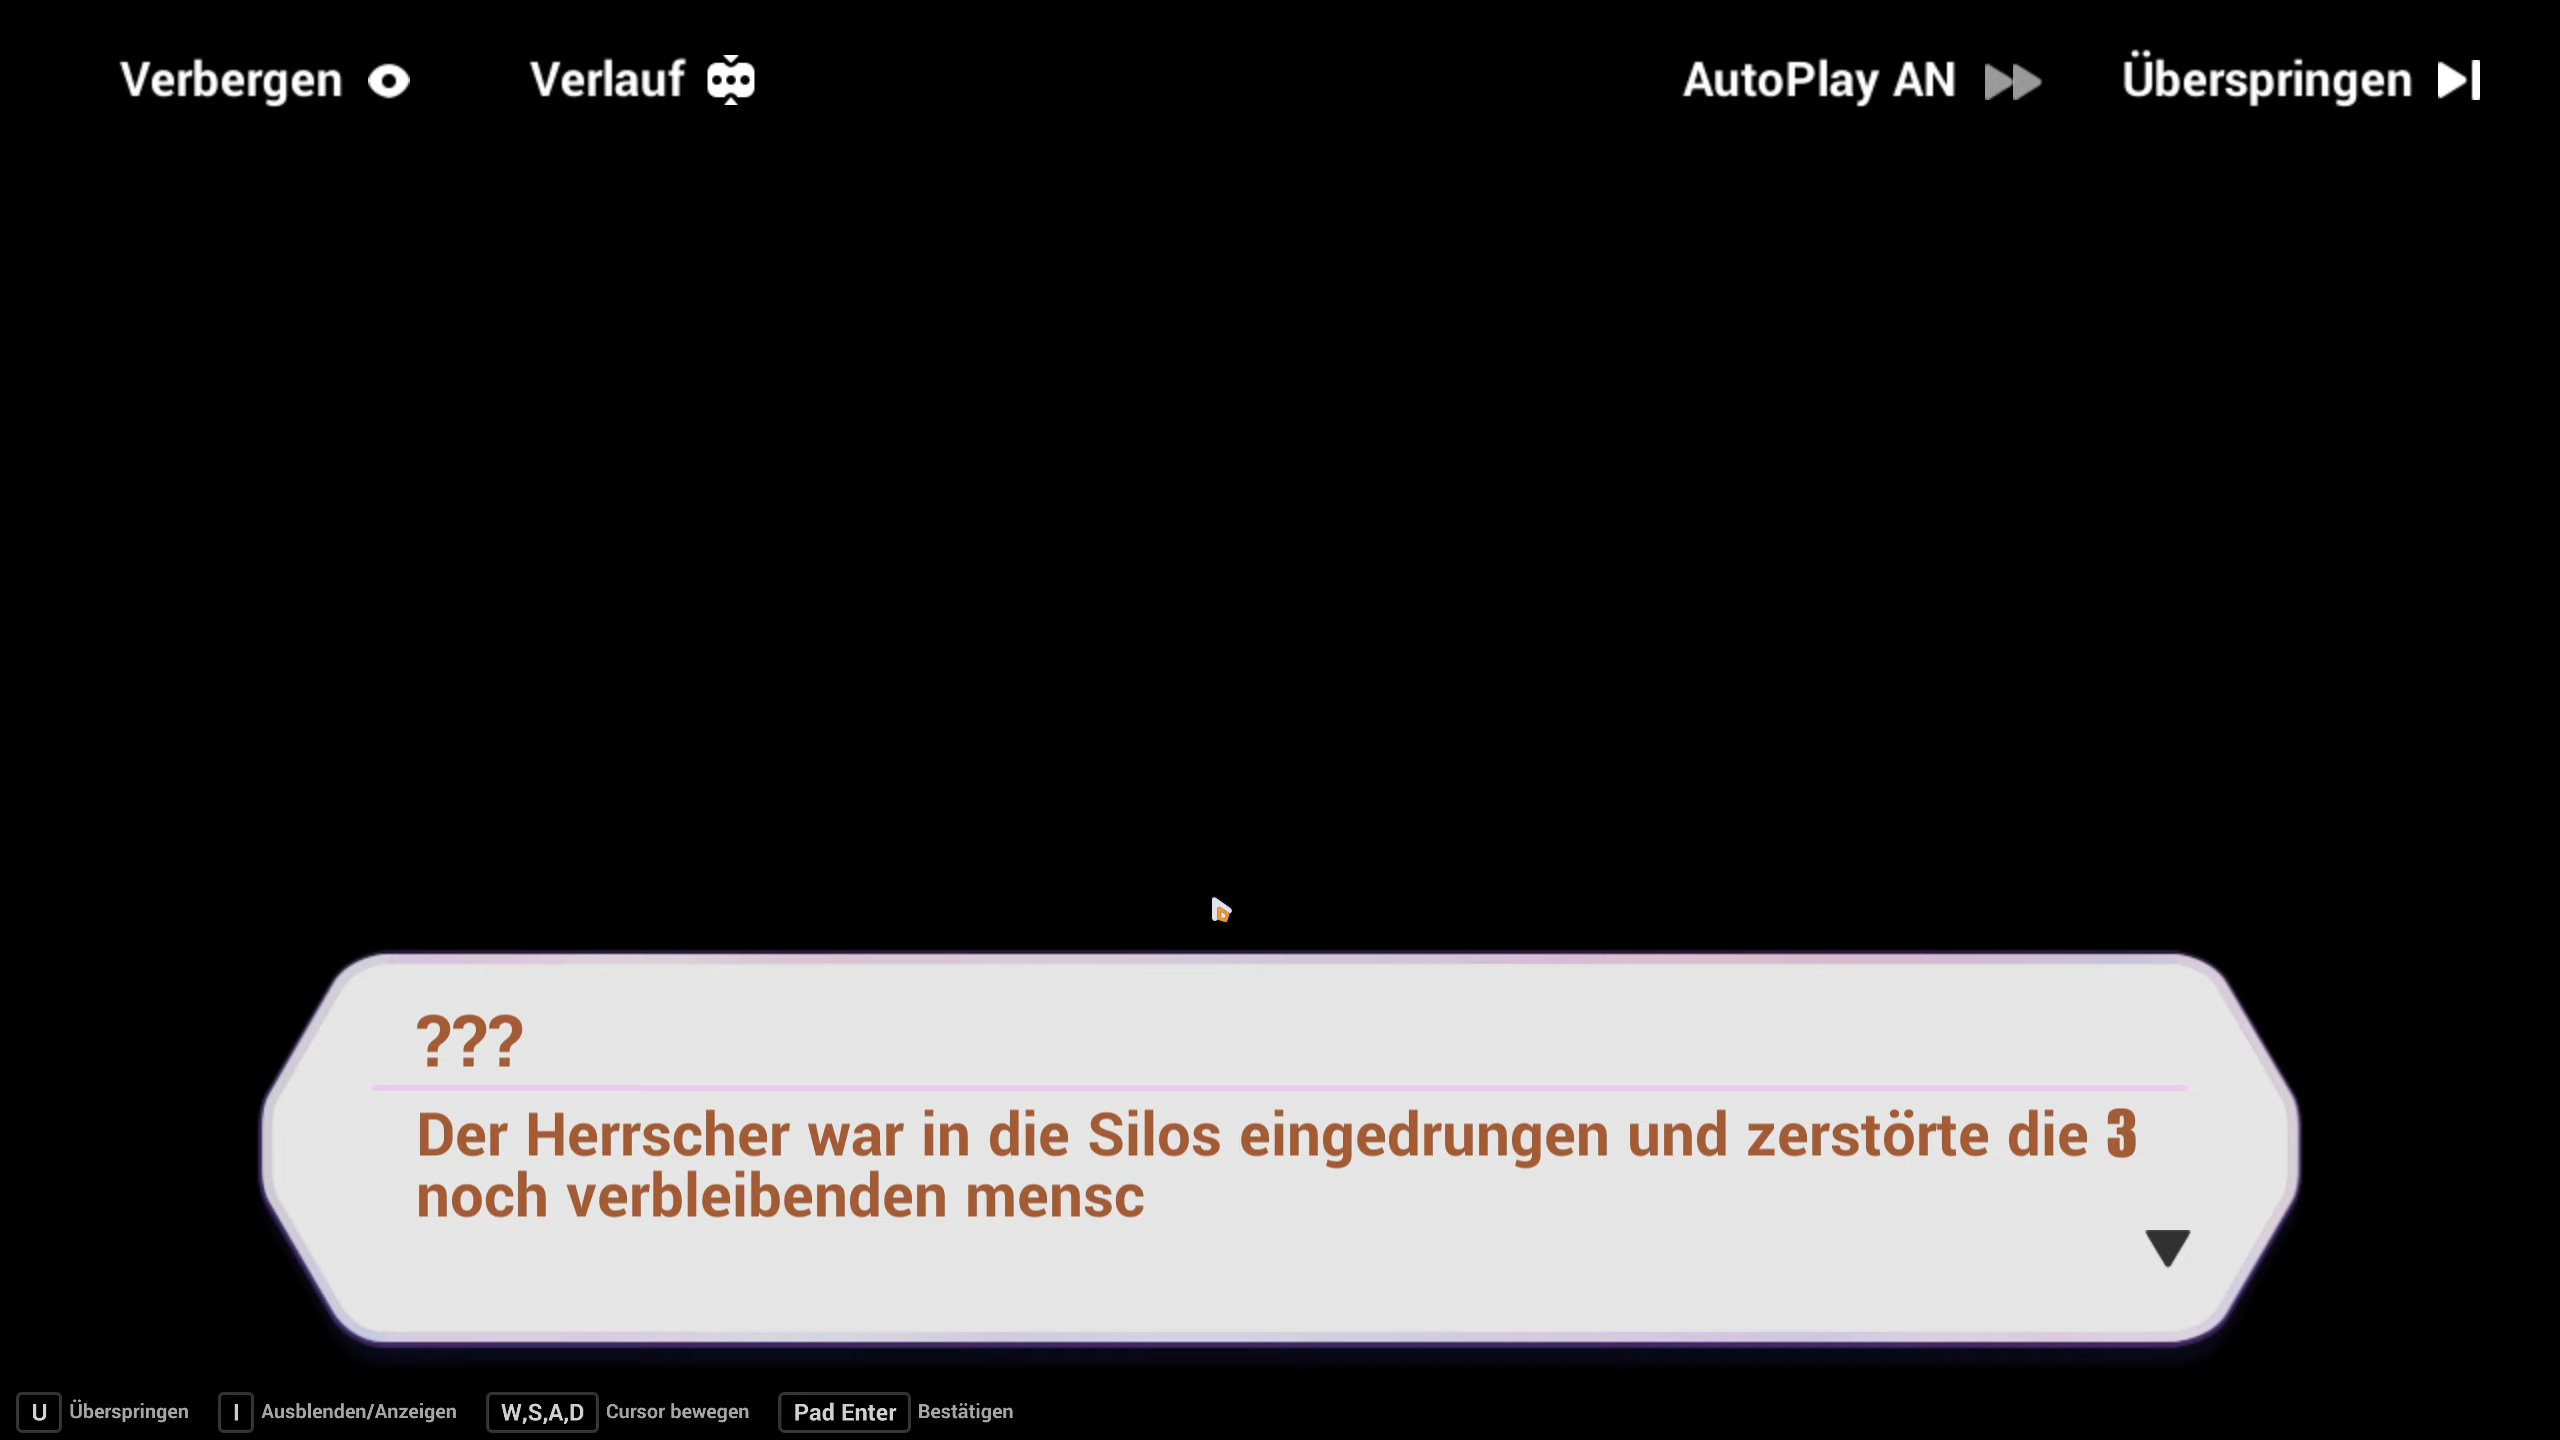 Verbergen
Verlauf
AutoPlay AN
Überspringen
???
Der Herrscher war in die Silos eingedrungen und zerstörte die 3
noch verbleibenden mensc
U Überspringen I Ausblenden/Anzeigen W,S,A,D Cursor bewegen Pad Enter Bestätigen